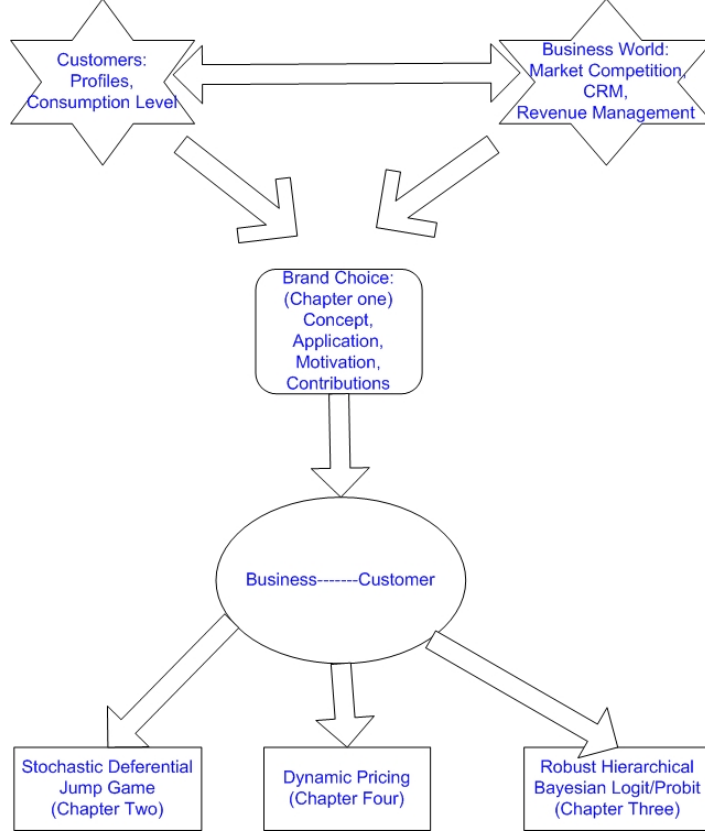 Customers:
Profiles,
Consumption Level
Business World:
Market Competition,
CRM,
Revenue Management
Brand Choice:
(Chapter one)
Concept,
Application,
Motivation,
Contributions
Business-------Customer
Stochastic Deferential
Jump Game
(Chapter Two)
Dynamic Pricing
(Chapter Four)
Robust Hierarchical
Bayesian Logit/Probit
(Chapter Three)